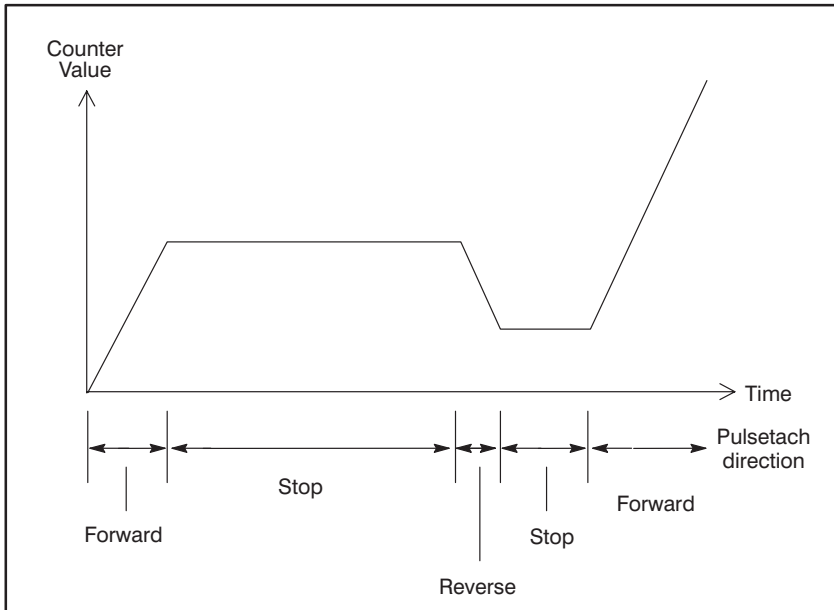 Counter
Value
Time
Pulsetach
direction
Stop
Forward
Forward
Stop
Reverse